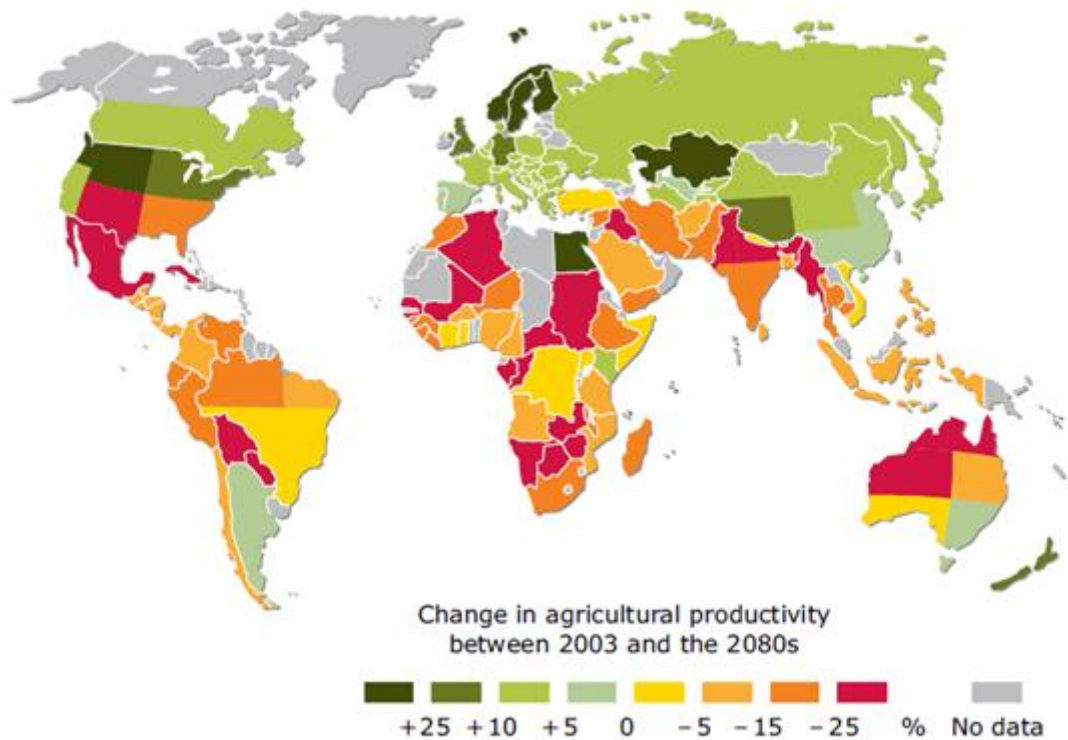 Change in agricultural productivity
between 2003 and the 2080s
+25 +10 +5 0 −5 −15 −25 % No data